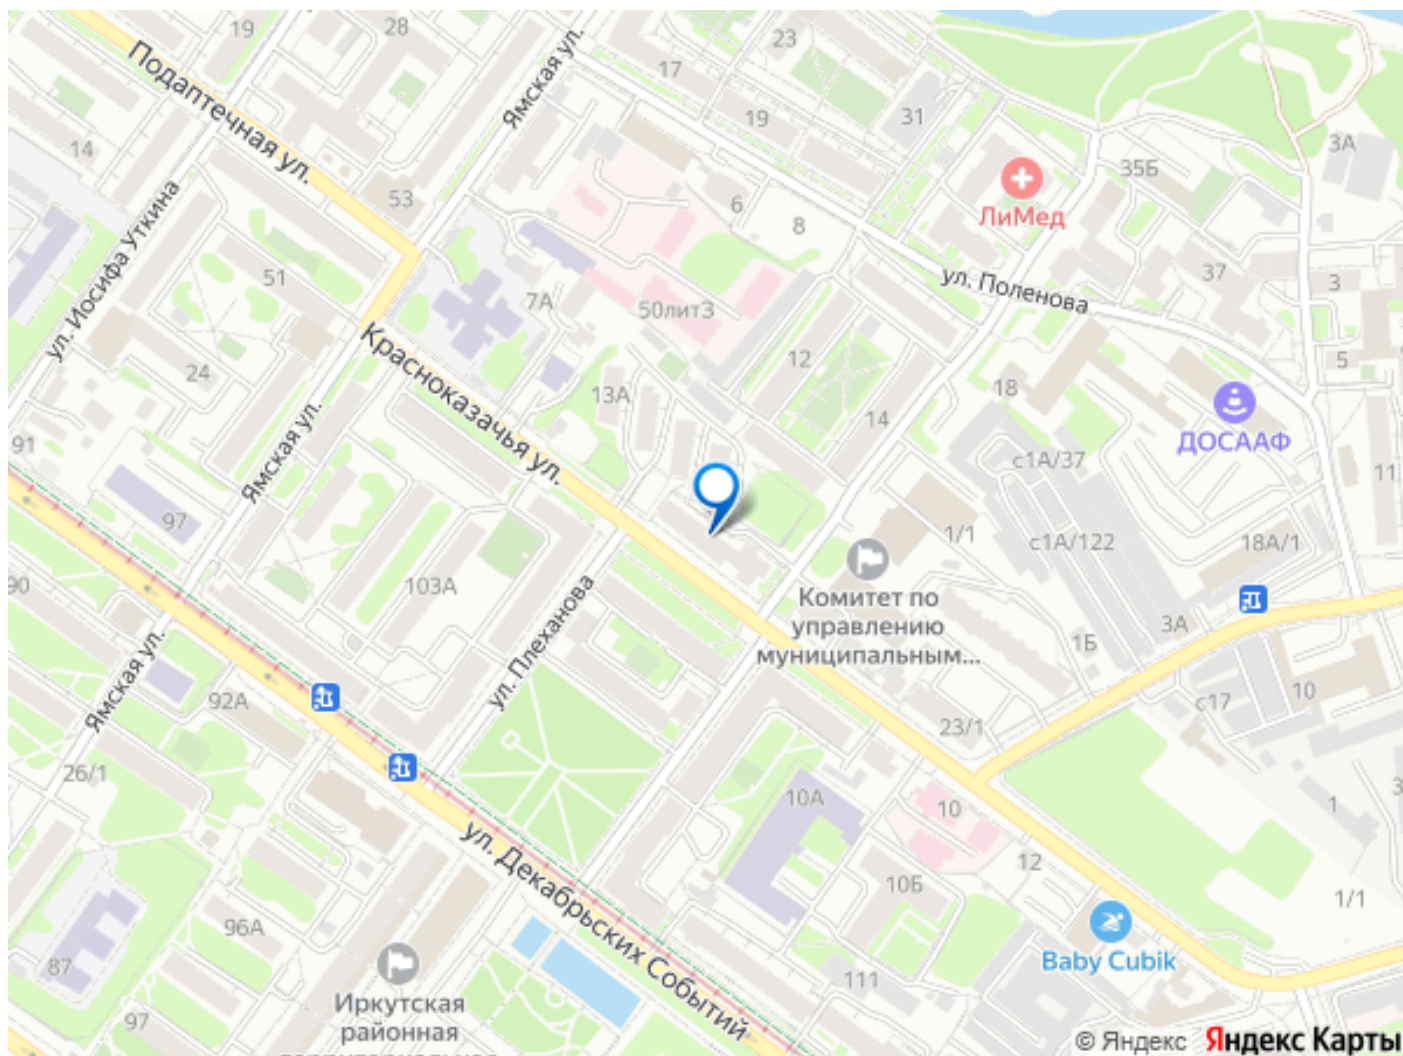 19
28
23
Подаптечная ул.
Ямская ул.
17
19
31
3А
14
35Б
ЛиМед
53
6
8
ул. Иосифа Уткина
51
7А
50лит3
ул. Поленова
37
3
24
Красноказачья ул.
13А
12
18
5
ДОСААФ
14
91
Ямская ул.
с1А/37
11
97
1/1
с1А/122
18А/1
90
103А
ул. Плеханова
Комитет по
управлению
муниципальным...
3А
1Б
Ямская ул.
92А
с17
10
23/1
26/1
10А
10
1
ул. Декабрьских Событий
12
10Б
1/1
96А
Baby Cubik
87
111
Иркутская
районная
97
© Яндекс Яндекс Карты